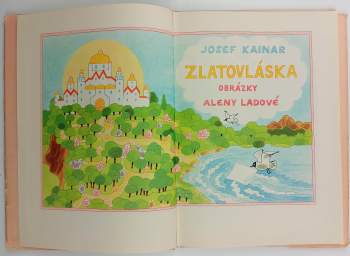 JOSEF KAINAR
ZLATOVLÁSKA
OBRÁZKY
ALENY LADOVÉ